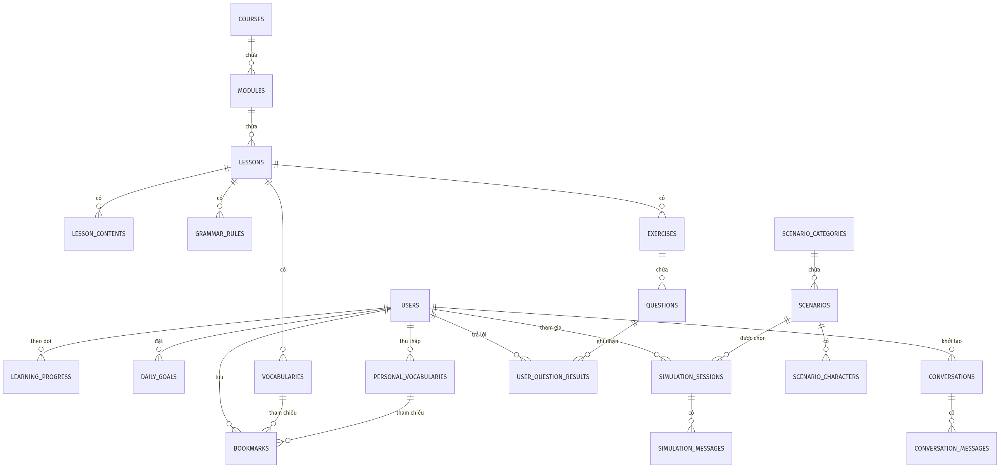 COURSES
chứa
MODULES
chứa
LESSONS
có
có
có
LESSON_CONTENTS
GRAMMAR_RULES
EXERCISES
SCENARIO_CATEGORIES
có
chứa
chứa
USERS
QUESTIONS
SCENARIOS
tham gia
trả lời
được chọn
theo dõi
đặt
thu thập
ghi nhận
có
khởi tạo
LEARNING_PROGRESS
DAILY_GOALS
lưu
VOCABULARIES
PERSONAL_VOCABULARIES
USER_QUESTION_RESULTS
SIMULATION_SESSIONS
SCENARIO_CHARACTERS
CONVERSATIONS
tham chiếu
tham chiếu
có
có
BOOKMARKS
SIMULATION_MESSAGES
CONVERSATION_MESSAGES